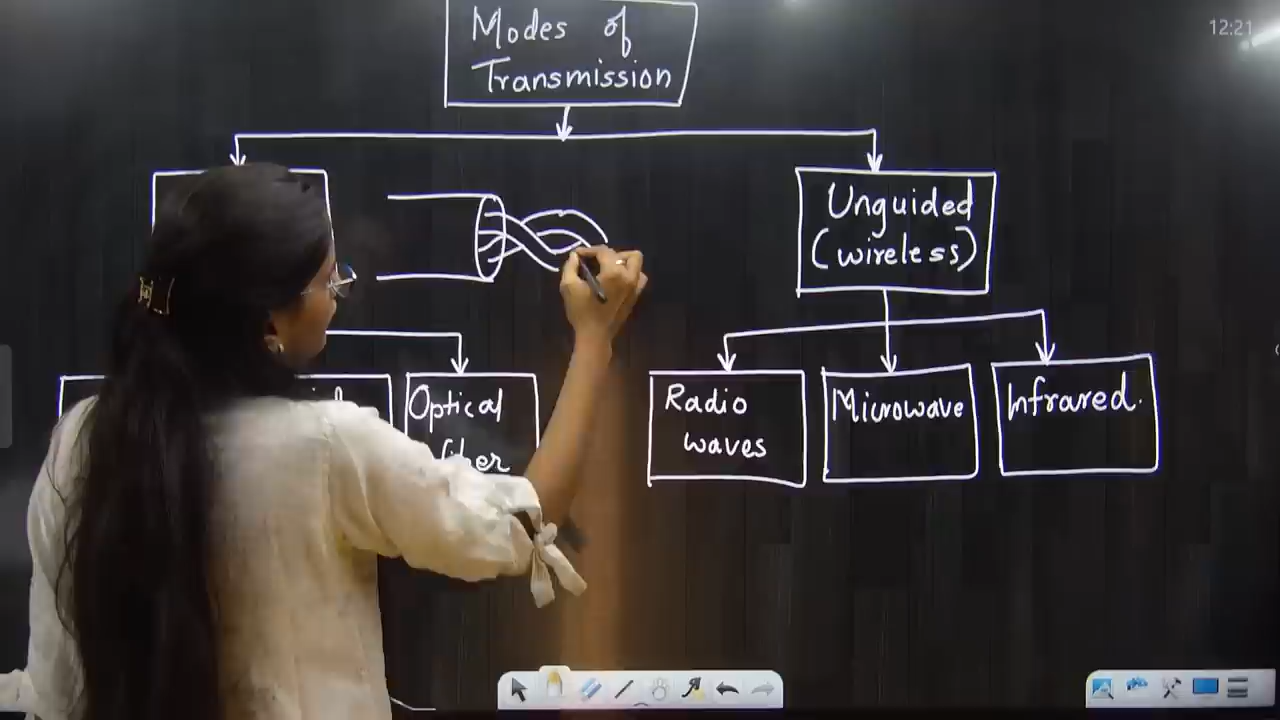 Modes of
Transmission
12:21
Unguided
(wireless)
Optical
Radio
waves
Microwave
Infrared.